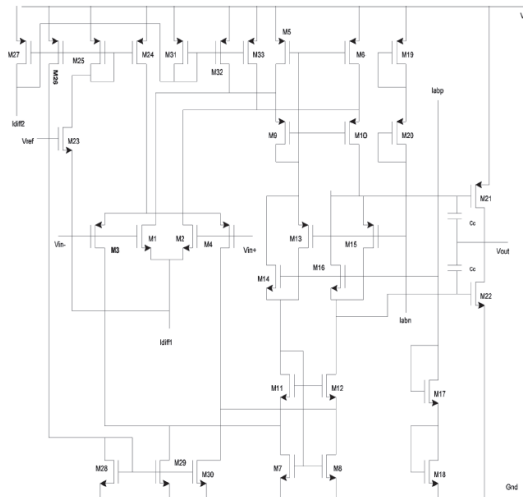 V
M5
M27
M26
M25
M24
M31
M32
M33
M6
M19
Idiff2
Iabp
Vref
M23
M9
M10
M20
M21
Cc
Vin-
M3
M1
M2
M4
Vin+
M13
M15
Vout
M14
M16
Cc
M22
Idiff1
Iabn
M11
M12
M17
M28
M29
M30
M7
M8
M18
Gnd